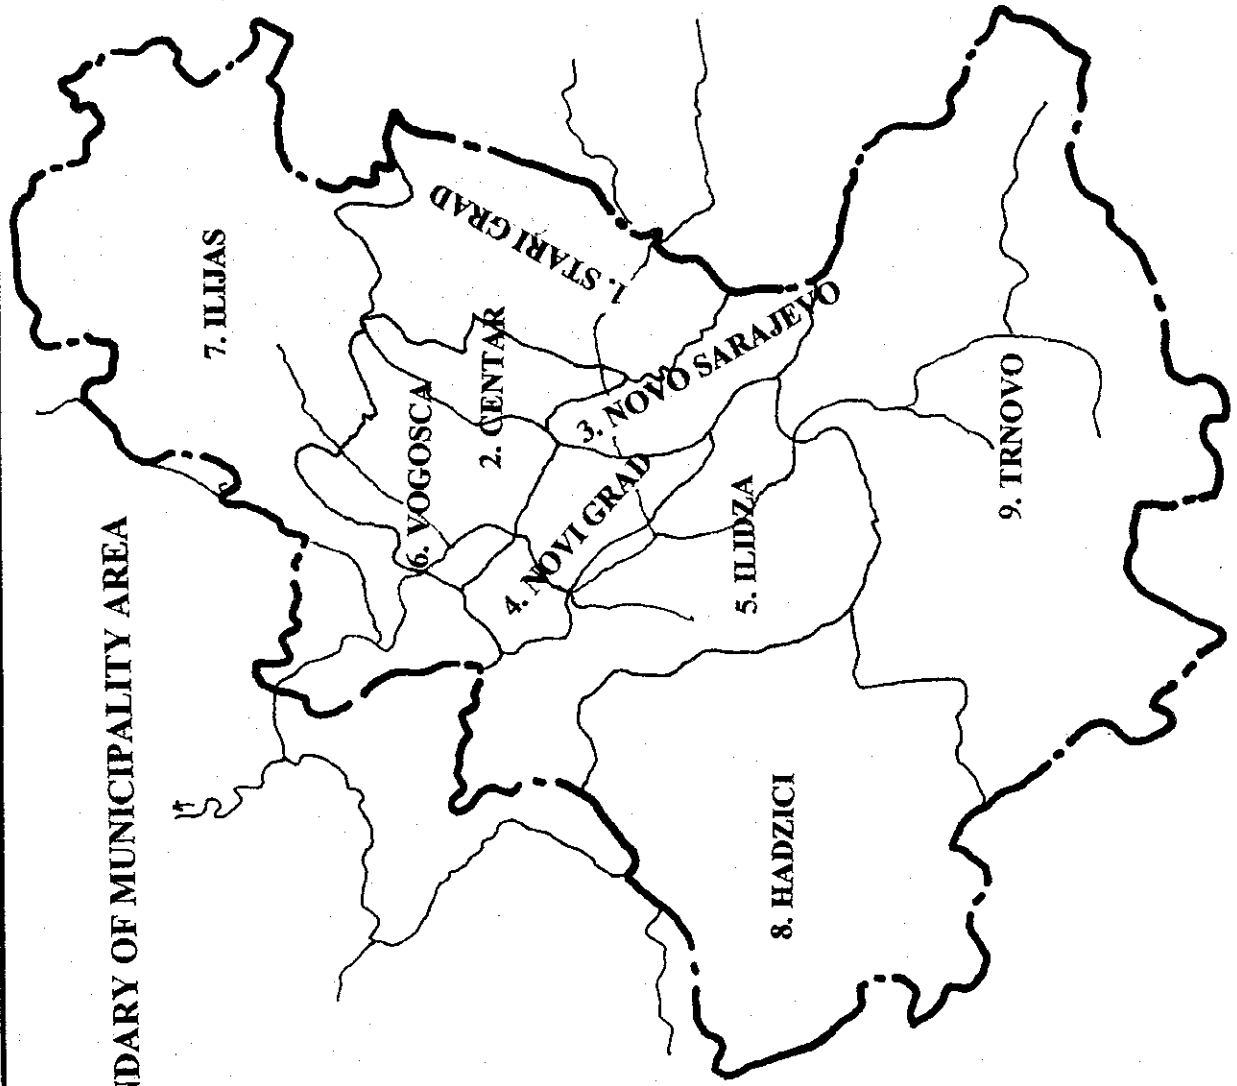 NDARY OF MUNICIPALITY AREA
7. ILIJAS
1. STARI GRAD
6. VOGOSCA
2. CENTAR
3. NOVO SARAJEVO
4. NOVI GRAD
5. ILIDZA
9. TRNOVO
8. HADZICI